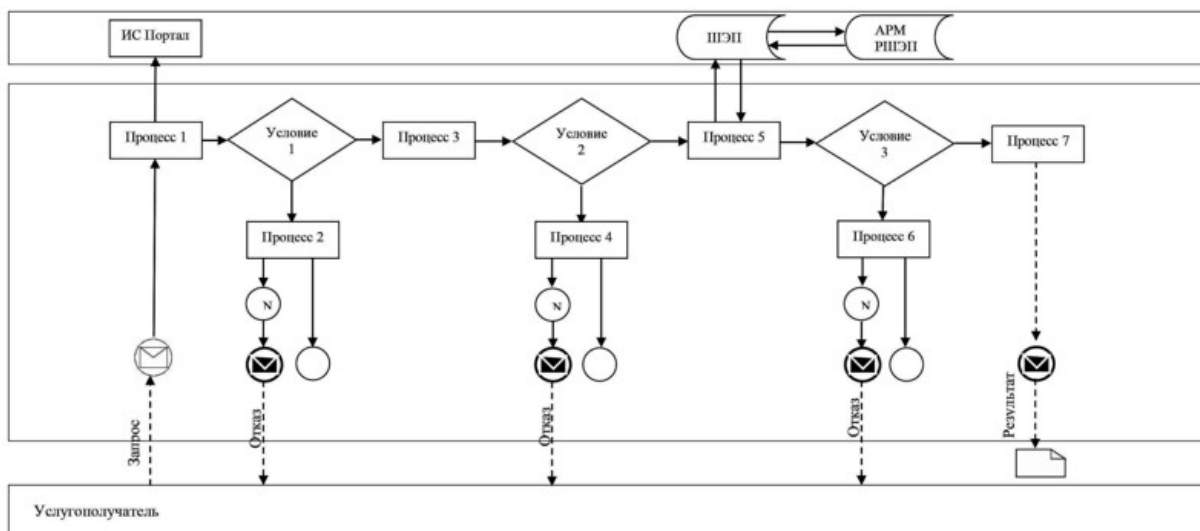 ИС Портал
ШЭП
АРМ
РШЭП
Процесс 1
Условие
1
Процесс 3
Условие
2
Процесс 5
Условие
3
Процесс 7
Процесс 2
Процесс 4
Процесс 6
N
N
N
Запрос
Отказ
Отказ
Отказ
Результат
Услугополучатель